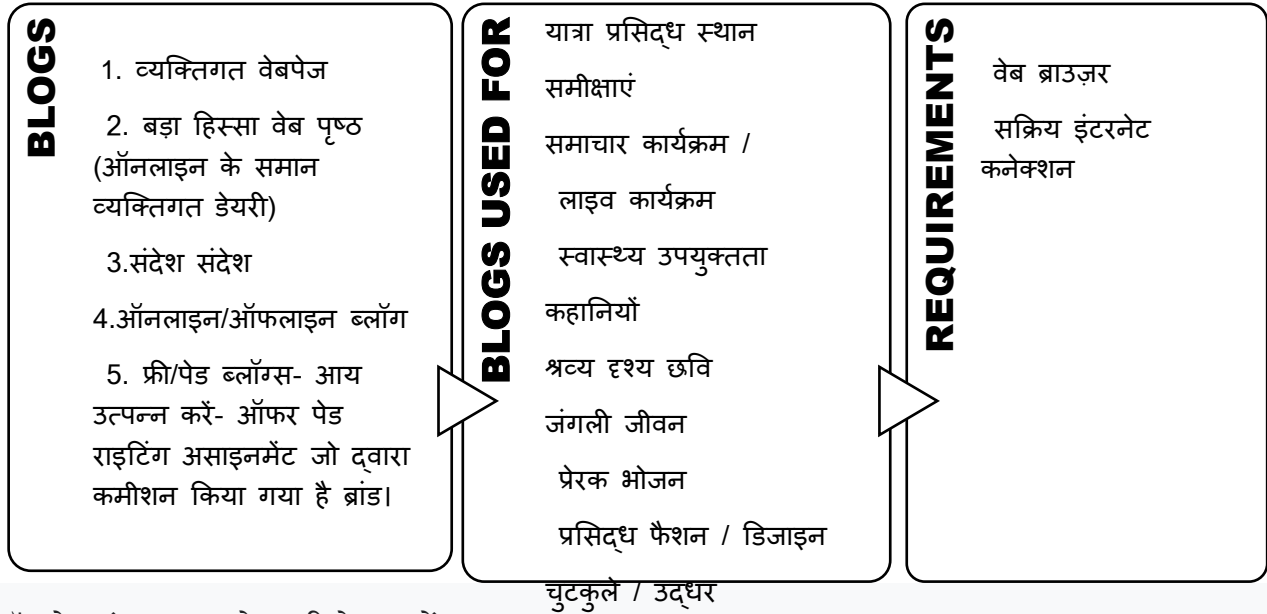 BLOGS
1. व्यक्तिगत वेबपेज
2. बड़ा हिस्सा वेब पृष्ठ
(ऑनलाइन के समान
व्यक्तिगत डेयरी)
3.संदेश संदेश
4.ऑनलाइन/ऑफलाइन ब्लॉग
5. फ्री/पेड ब्लॉग्स- आय
उत्पन्न करें- ऑफर पेड
राइटिंग असाइनमेंट जो द्वारा
कमीशन किया गया है ब्रांड।
BLOGS USED FOR
यात्रा प्रसिद्ध स्थान
समीक्षाएं
समाचार कार्यक्रम /
लाइव कार्यक्रम
स्वास्थ्य उपयुक्तता
कहानियों
श्रव्य दृश्य छवि
जंगली जीवन
प्रेरक भोजन
प्रसिद्ध फैशन / डिजाइन
चुटकुले / उद्धर
REQUIREMENTS
वेब ब्राउज़र
सक्रिय इंटरनेट
कनेक्शन